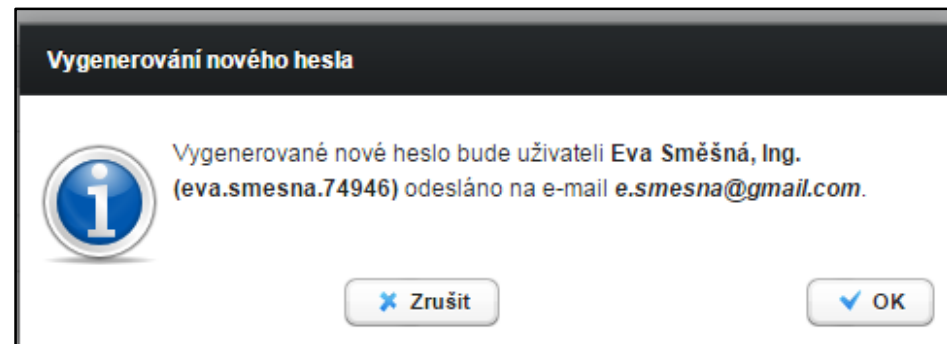 Vygenerování nového hesla
Vygenerované nové heslo bude uživateli Eva Směšná, Ing.
(eva.smesna.74946) odesláno na e-mail e.smesna@gmail.com.
Zrušit
OK